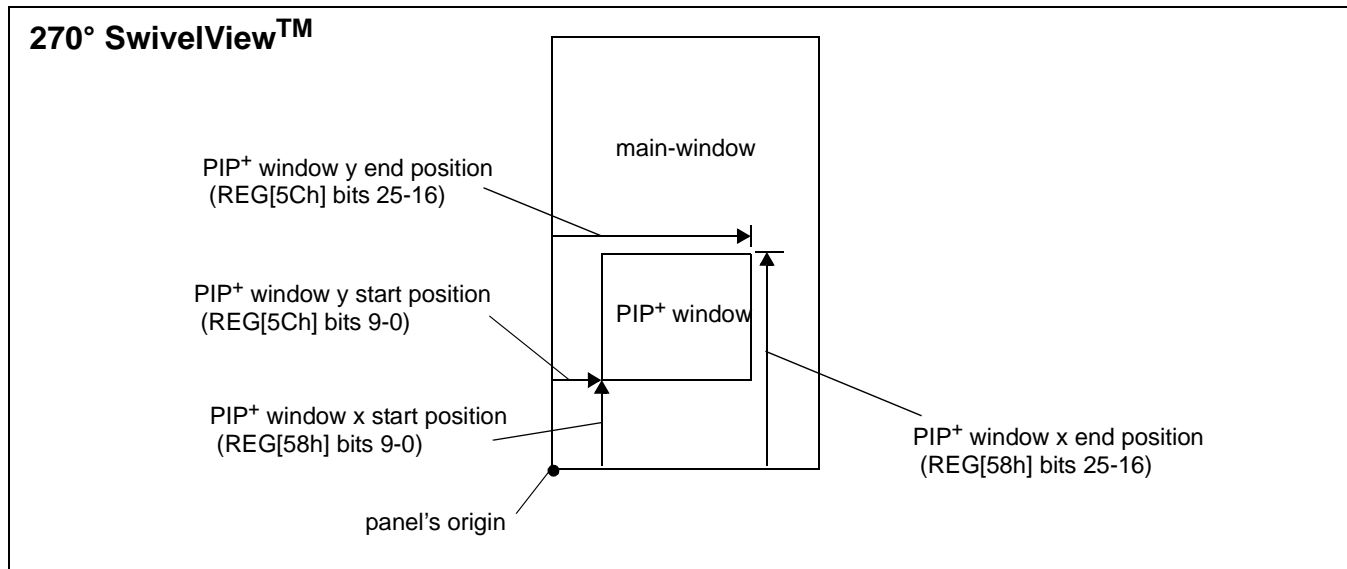 270° SwivelView™
main-window
PIP+ window y end position
(REG[5Ch] bits 25-16)
PIP+ window y start position
(REG[5Ch] bits 9-0)
PIP+ window
PIP+ window x start position
(REG[58h] bits 9-0)
PIP+ window x end position
(REG[58h] bits 25-16)
panel's origin